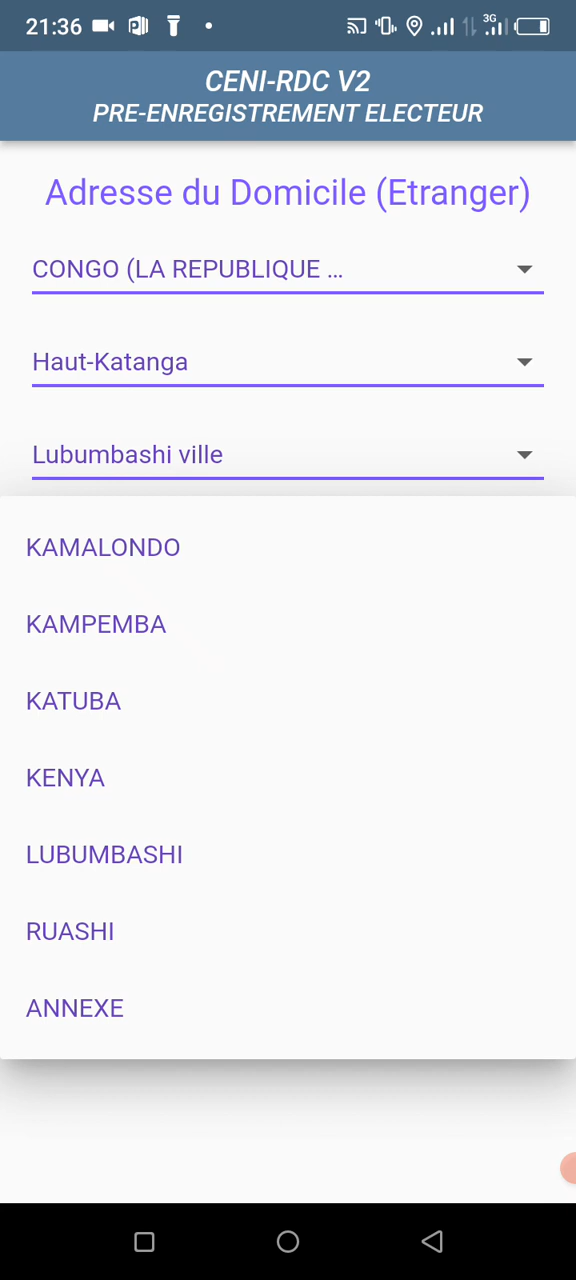 21:36
3G
CENI-RDC V2
PRE-ENREGISTREMENT ELECTEUR
Adresse du Domicile (Etranger)
CONGO (LA REPUBLIQUE ...
Haut-Katanga
Lubumbashi ville
KAMALONDO
KAMPEMBA
KATUBA
KENYA
LUBUMBASHI
RUASHI
ANNEXE